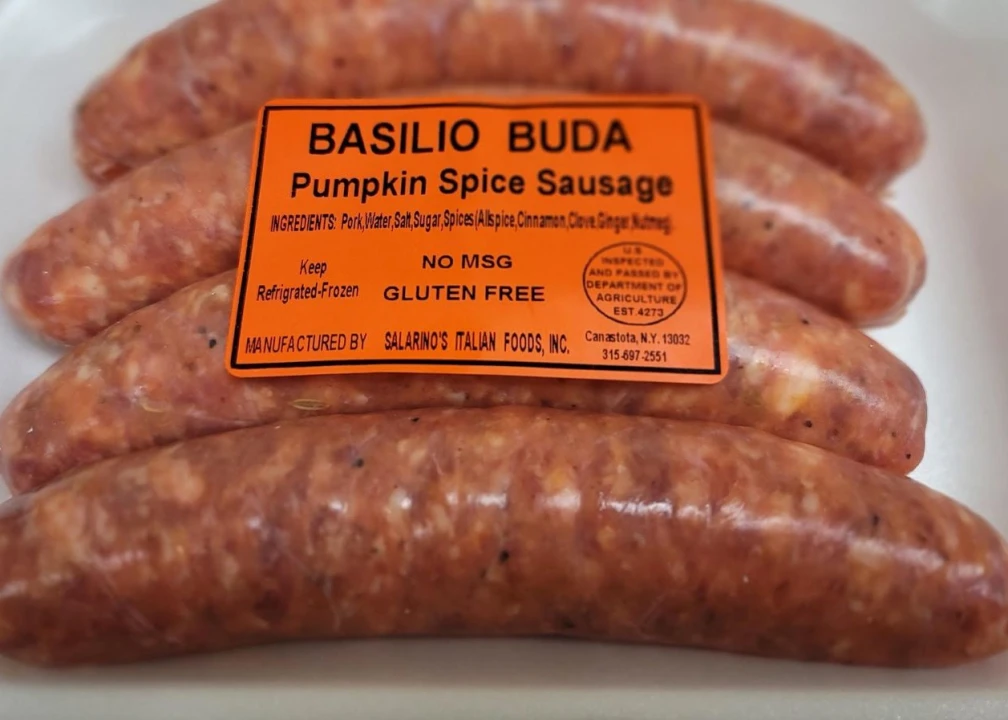 BASILIO BUDA
Pumpkin Spice Sausage
INGREDIENTS: Pork,Water,Salt,Sugar,Spices(Allspice,Cinnamon,Clove,Ginger,Nutmeg).
Keep
Refrigrated-Frozen
NO MSG
GLUTEN FREE
U.S.
INSPECTED
AND PASSED BY
DEPARTMENT OF
AGRICULTURE
EST.4273
MANUFACTURED BY SALARINO'S ITALIAN FOODS, INC.
Canastota, N.Y. 13032
315-697-2551